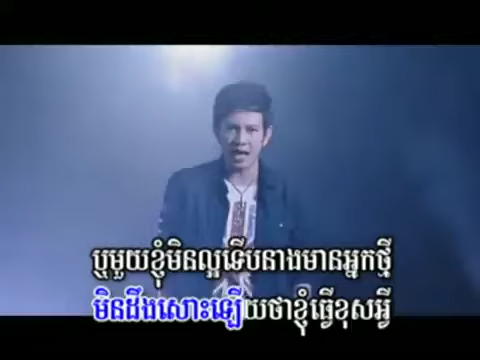 ឬមួយខ្ញុំមិនល្អទើបនាងមានអ្នកថ្មី
មិនដឹងសោះឡើយថាខ្ញុំធ្វើខុសអ្វី